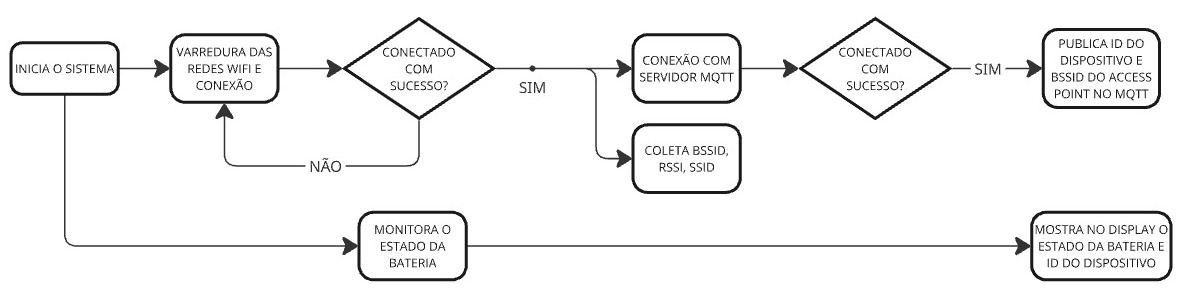 INICIA O SISTEMA
VARREDURA DAS
REDES WIFI E
CONEXÃO
CONECTADO
COM
SUCESSO?
SIM
NÃO
CONEXÃO COM
SERVIDOR MQTT
COLETA BSSID,
RSSI, SSID
CONECTADO
COM
SUCESSO?
SIM
PUBLICA ID DO
DISPOSITIVO E
BSSID DO ACCESS
POINT NO MQTT
MONITORA O
ESTADO DA
BATERIA
MOSTRA NO DISPLAY O
ESTADO DA BATERIA E
ID DO DISPOSITIVO